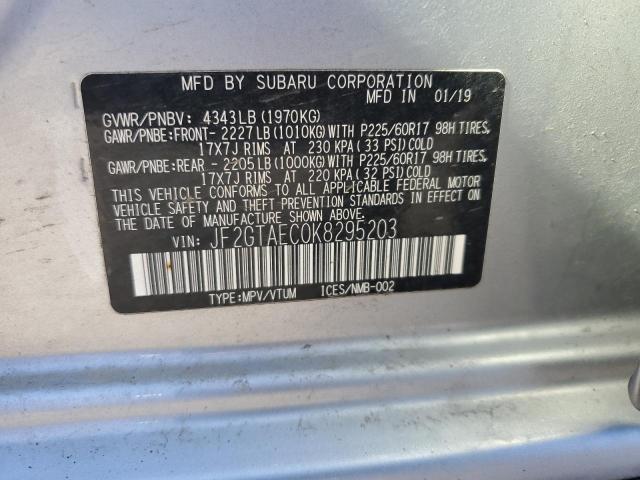 MFD BY SUBARU CORPORATION
MFD IN 01/19
GVWR/PNBV: 4343LB (1970KG)
GAWR/PNBE:FRONT- 2227LB (1010KG) WITH P225/60R17 98H TIRES,
17X7J RIMS AT 230 KPA ( 33 PSI) COLD
GAWR/PNBE:REAR - 2205LB (1000KG) WITH P225/60R17 98H TIRES,
17X7J RIMS AT 220 KPA ( 32 PSI) COLD
THIS VEHICLE CONFORMS TO ALL APPLICABLE FEDERAL MOTOR
VEHICLE SAFETY AND THEFT PREVENTION STANDARDS IN EFFECT ON
THE DATE OF MANUFACTURE SHOWN ABOVE.
VIN: JF2GTAEC0K8295203
TYPE:MPV/VTUM ICES/NMB-002